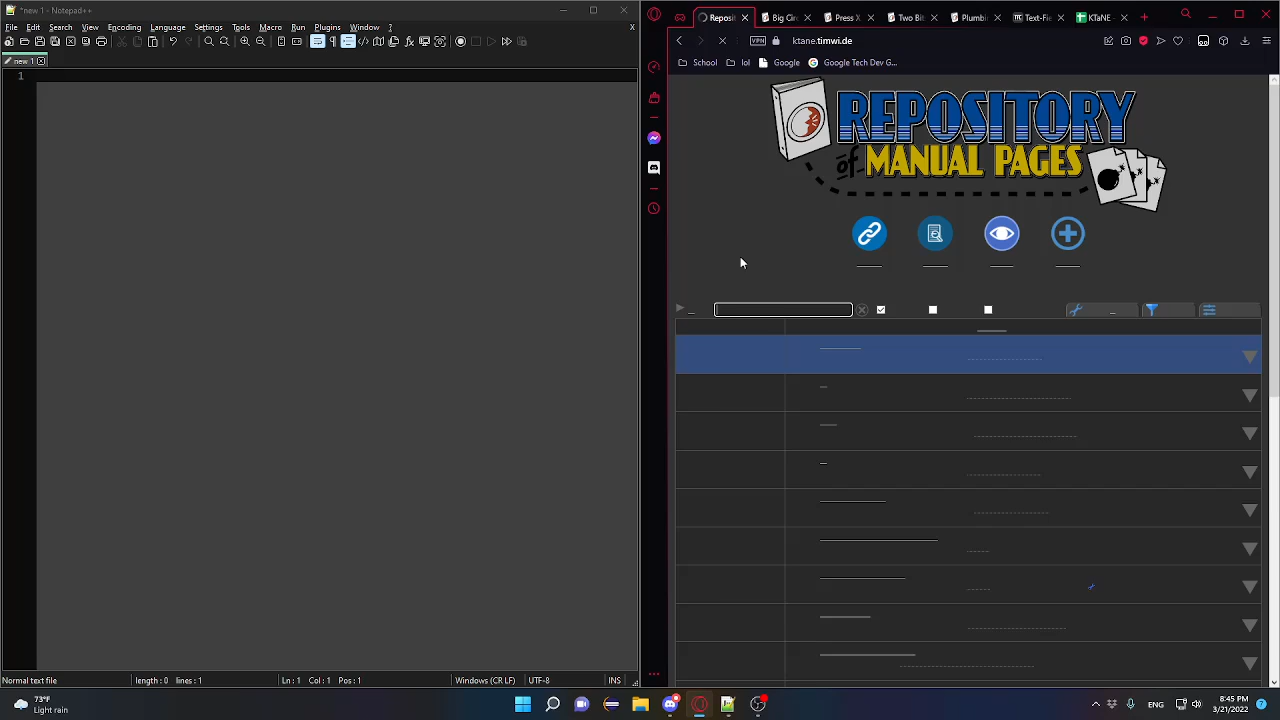 *new 1 - Notepad++
File Edit Search View Encoding Language Settings Tools Macro Run Plugins Window ? X
new 1
1
Normal text file length : 0 lines : 1 Ln : 1 Col : 1 Pos : 1 Windows (CR LF) UTF-8 INS
Reposit Big Circ Press X Two Bit Plumbi Text-Fie KTaNE -
VPN ktane.timwi.de
School lol Google Google Tech Dev G...
REPOSITORY
of MANUAL PAGES
73°F
Light rain
ENG
8:45 PM
3/21/2022